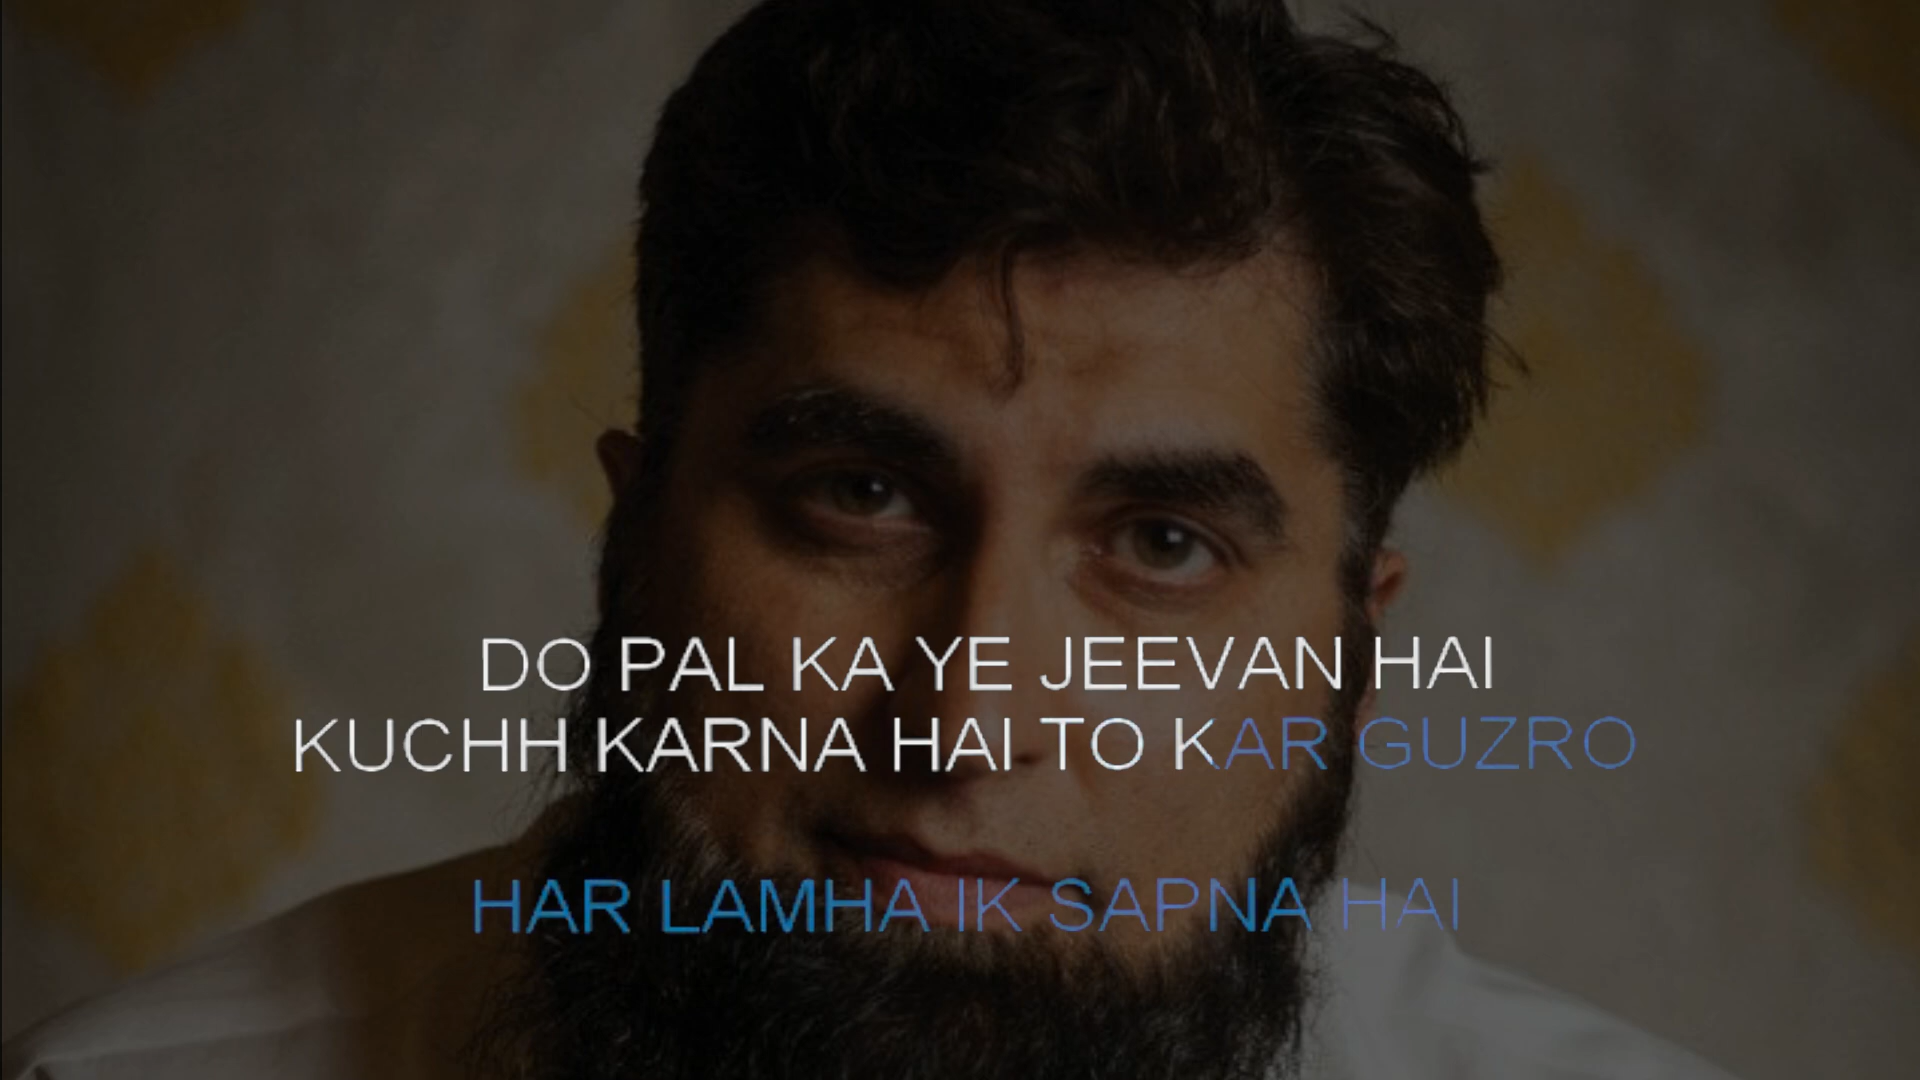 DO PAL KA YE JEEVAN HAI
KUCHH KARNA HAI TO KAR GUZRO
HAR LAMHA IK SAPNA HAI